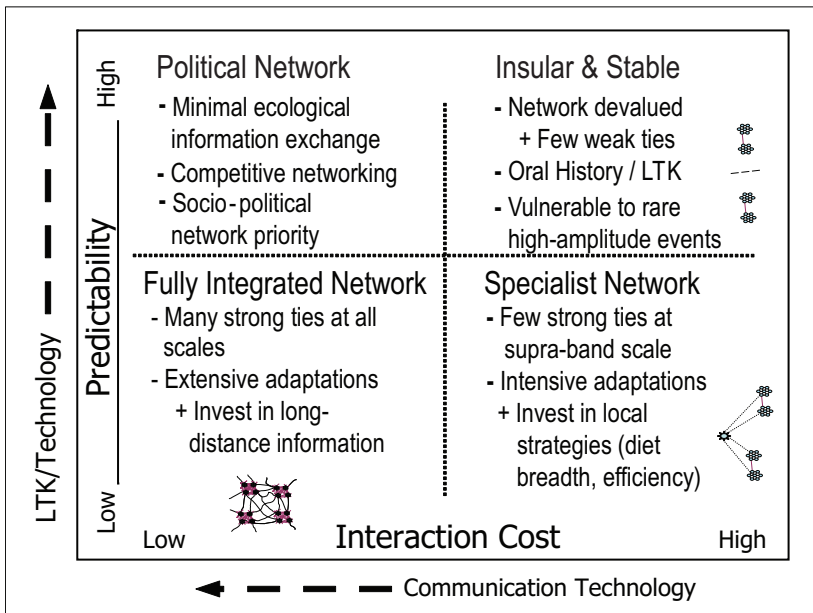 High
Political Network
- Minimal ecological
information exchange
- Competitive networking
- Socio-political
network priority
Insular & Stable
- Network devalued
+ Few weak ties
- Oral History / LTK
- Vulnerable to rare
high-amplitude events
LTK/Technology
Predictability
Fully Integrated Network
- Many strong ties at all
scales
- Extensive adaptations
+ Invest in long-
distance information
Specialist Network
- Few strong ties at
supra-band scale
- Intensive adaptations
+ Invest in local
strategies (diet
breadth, efficiency)
Low
Low
Interaction Cost
High
Communication Technology